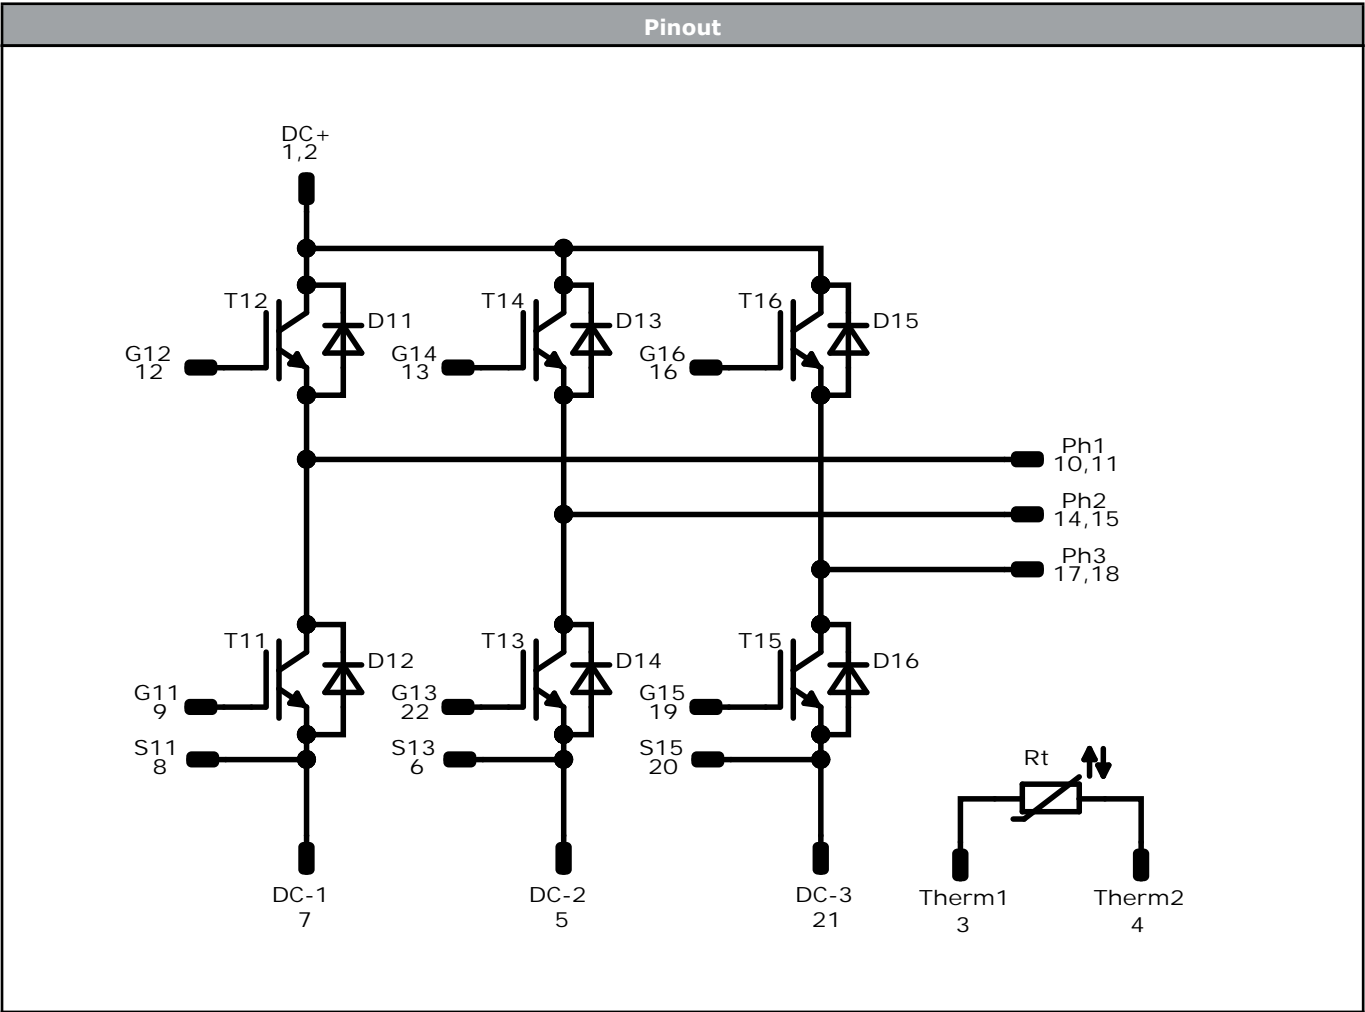 Pinout
DC+
1,2
T12
D11
G12
12
T14
D13
G14
13
T16
D15
G16
16
Ph1
10,11
Ph2
14,15
Ph3
17,18
T11
D12
G11
9
S11
8
T13
D14
G13
22
S13
6
T15
D16
G15
19
S15
20
Rt
DC-1
7
DC-2
5
DC-3
21
Therm1
3
Therm2
4